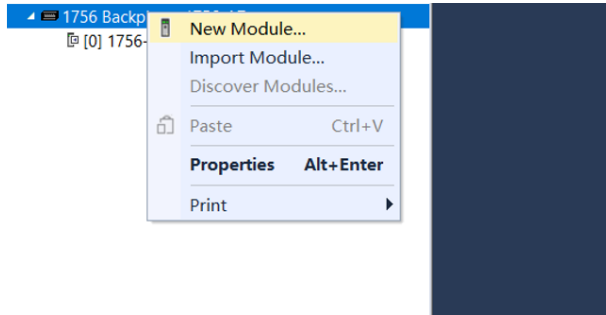 1756 Backp
[0] 1756-
New Module...
Import Module...
Discover Modules...
Paste Ctrl+V
Properties Alt+Enter
Print